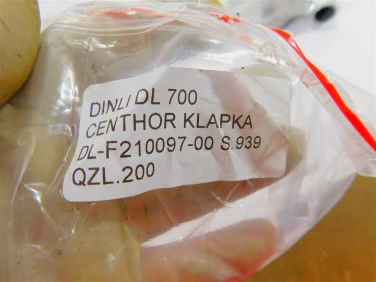 DINLI DL 700
CENTHOR KLAPKA
DL-F210097-00 S.939
QZL.200